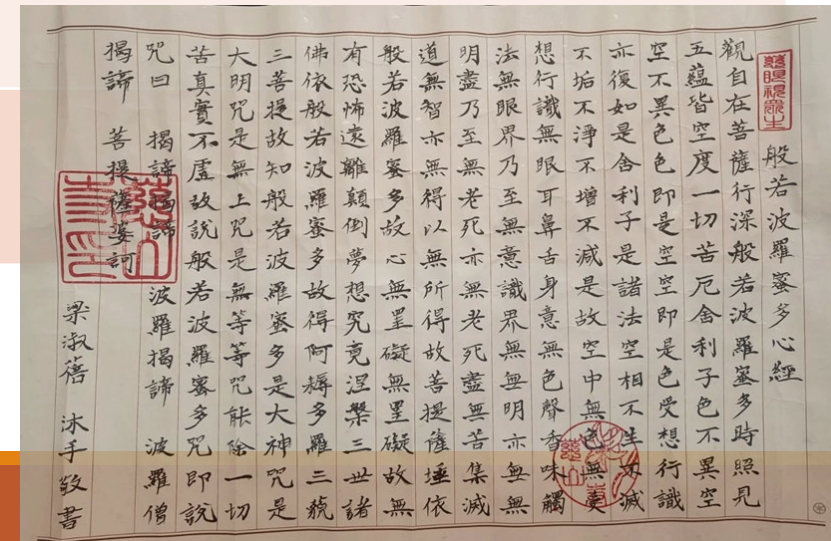 慈眼視眾生
般若波羅蜜多心經
觀自在菩薩行深般若波羅蜜多時照見
五蘊皆空度一切苦厄舍利子色不異空
空不異色色即是空空即是色受想行識
亦復如是舍利子是諸法空相不生不滅
不垢不淨不增不減是故空中無色無受
想行識無眼耳鼻舌身意無色聲香味觸
法無眼界乃至無意識界無無明亦無無
明盡乃至無老死亦無老死盡無苦集滅
道無智亦無得以無所得故菩提薩埵依
般若波羅蜜多故心無罣礙無罣礙故無
有恐怖遠離顛倒夢想究竟涅槃三世諸
佛依般若波羅蜜多故得阿耨多羅三藐
三菩提故知般若波羅蜜多是大神咒是
大明咒是無上咒是無等等咒能除一切
苦真實不虛故說般若波羅蜜多咒即說
咒曰 揭諦揭諦 波羅揭諦 波羅僧
揭諦 菩提薩婆訶
梁淑蓓 沐手敬書